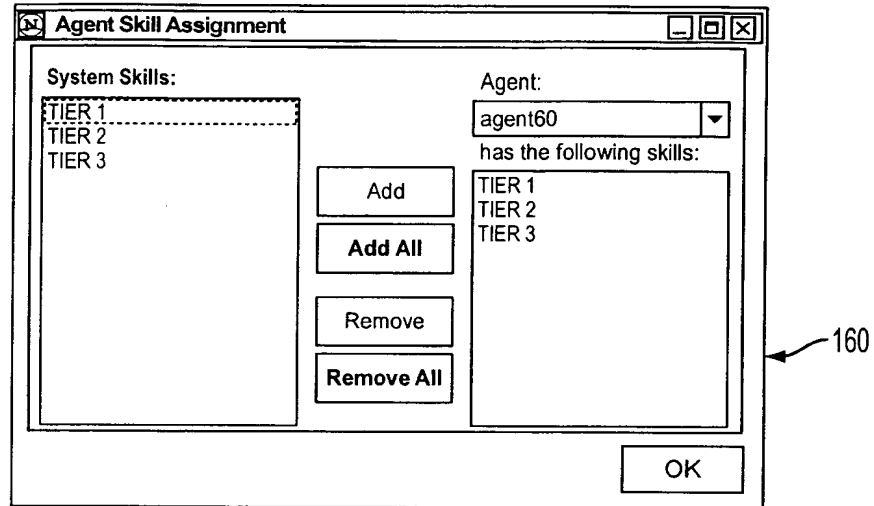 N Agent Skill Assignment
System Skills:
TIER 1
TIER 2
TIER 3
Add
Add All
Remove
Remove All
Agent:
agent60
has the following skills:
TIER 1
TIER 2
TIER 3
OK
160